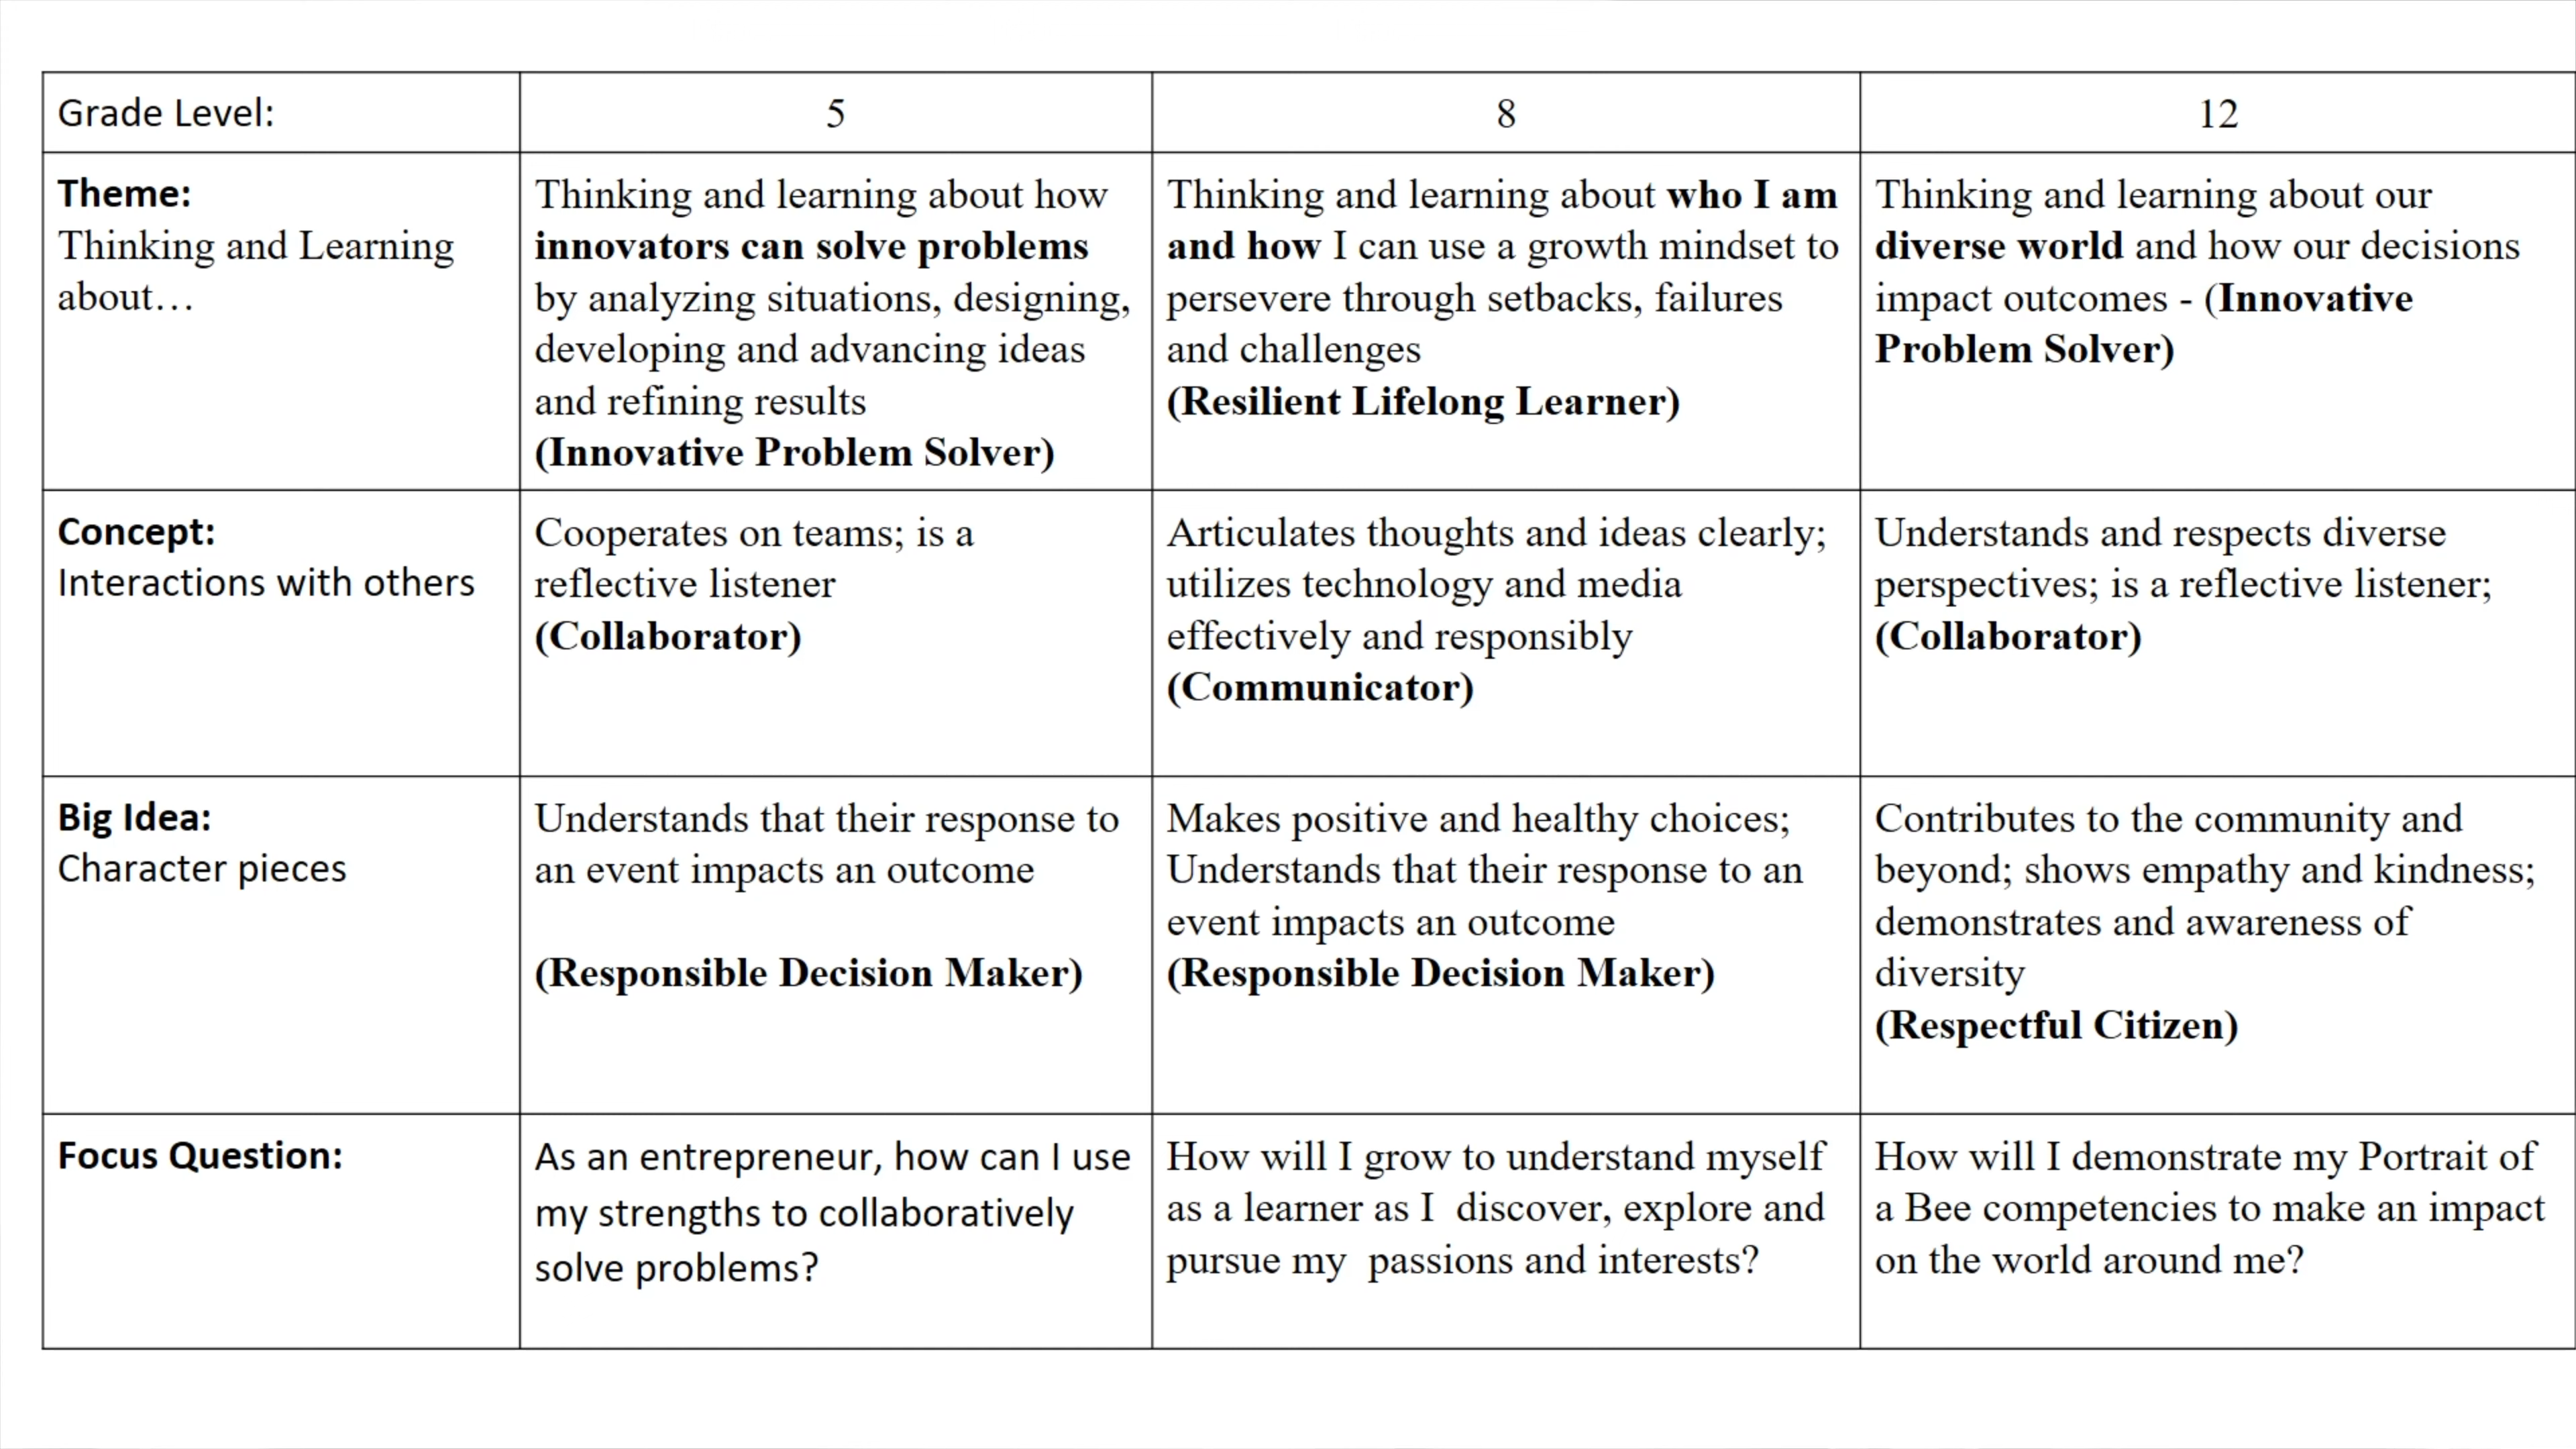 Grade Level:
5
8
12
Theme:
Thinking and Learning
about…
Thinking and learning about how
innovators can solve problems
by analyzing situations, designing,
developing and advancing ideas
and refining results
(Innovative Problem Solver)
Thinking and learning about who I am
and how I can use a growth mindset to
persevere through setbacks, failures
and challenges
(Resilient Lifelong Learner)
Thinking and learning about our
diverse world and how our decisions
impact outcomes - (Innovative
Problem Solver)
Concept:
Interactions with others
Cooperates on teams; is a
reflective listener
(Collaborator)
Articulates thoughts and ideas clearly;
utilizes technology and media
effectively and responsibly
(Communicator)
Understands and respects diverse
perspectives; is a reflective listener;
(Collaborator)
Big Idea:
Character pieces
Understands that their response to
an event impacts an outcome
(Responsible Decision Maker)
Makes positive and healthy choices;
Understands that their response to an
event impacts an outcome
(Responsible Decision Maker)
Contributes to the community and
beyond; shows empathy and kindness;
demonstrates and awareness of
diversity
(Respectful Citizen)
Focus Question:
As an entrepreneur, how can I use
my strengths to collaboratively
solve problems?
How will I grow to understand myself
as a learner as I  discover, explore and
pursue my  passions and interests?
How will I demonstrate my Portrait of
a Bee competencies to make an impact
on the world around me?